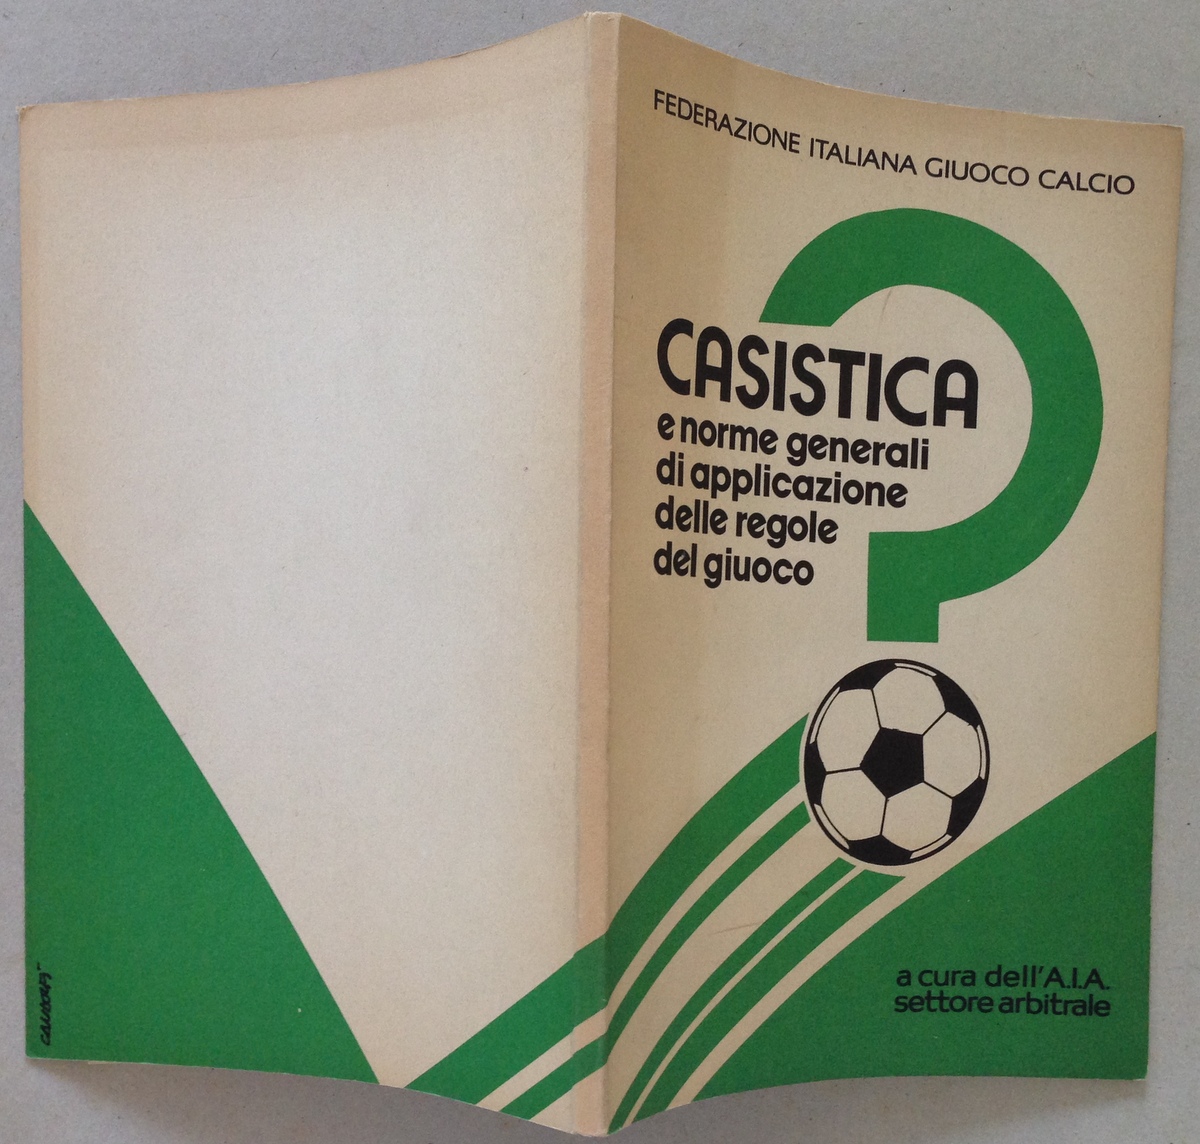 FEDERAZIONE ITALIANA GIUOCO CALCIO
CASISTICA
e norme generali
di applicazione
delle regole
del giuoco
a cura dell'A.I.A.
settore arbitrale